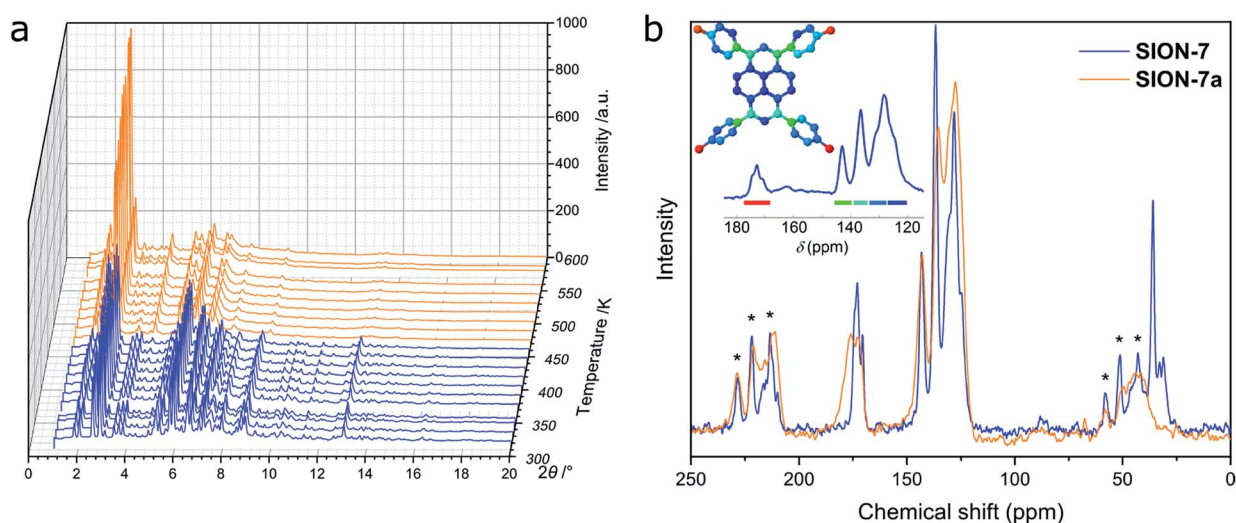 a
1000
800
600
400
200
0
Intensity /a.u.
600
550
500
450
400
350
300
Temperature /K
0 2 4 6 8 10 12 14 16 18 20
2θ /°
b
SION-7
SION-7a
180 160 140 120
δ (ppm)
Intensity
* * * * * *
250 200 150 100 50 0
Chemical shift (ppm)